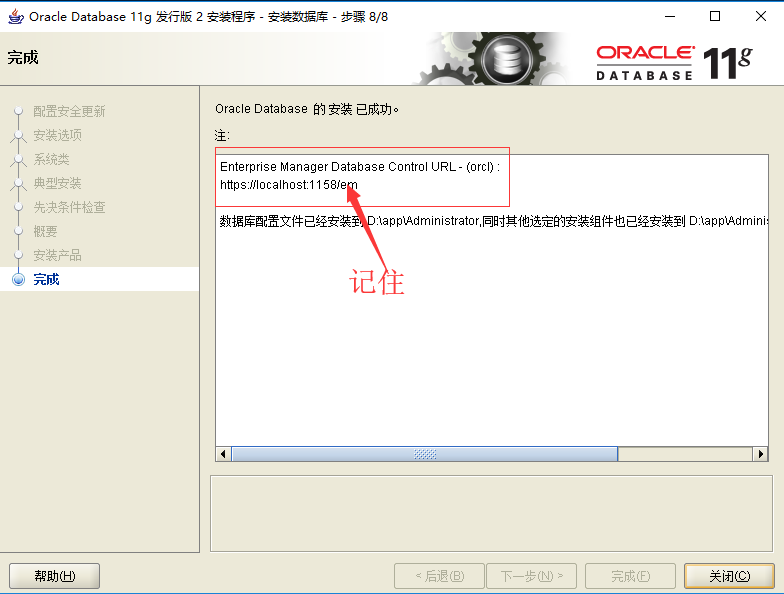 Oracle Database 11g 发行版 2 安装程序 - 安装数据库 - 步骤 8/8
完成
ORACLE
DATABASE 11g
配置安全更新
安装选项
系统类
典型安装
先决条件检查
概要
安装产品
完成
Oracle Database 的 安装 已成功。
注:
Enterprise Manager Database Control URL - (orcl) :
https://localhost:1158/em
数据库配置文件已经安装到 D:\app\Administrator,同时其他选定的安装组件也已经安装到 D:\app\Adminis
记住
帮助(H)
< 后退(B)
下一步(N) >
完成(F)
关闭(C)